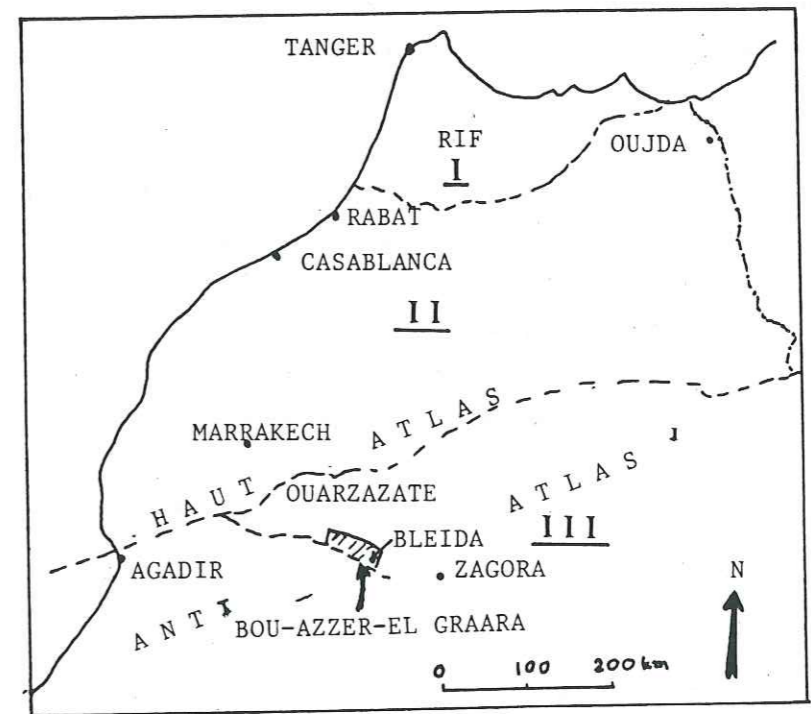 TANGER
RIF
I
OUJDA
RABAT
CASABLANCA
II
MARRAKECH
HAUT ATLAS
OUARZAZATE
ANTI - ATLAS
III
BLEIDA
AGADIR
ZAGORA
N
BOU-AZZER-EL GRAARA
0 100 200 km